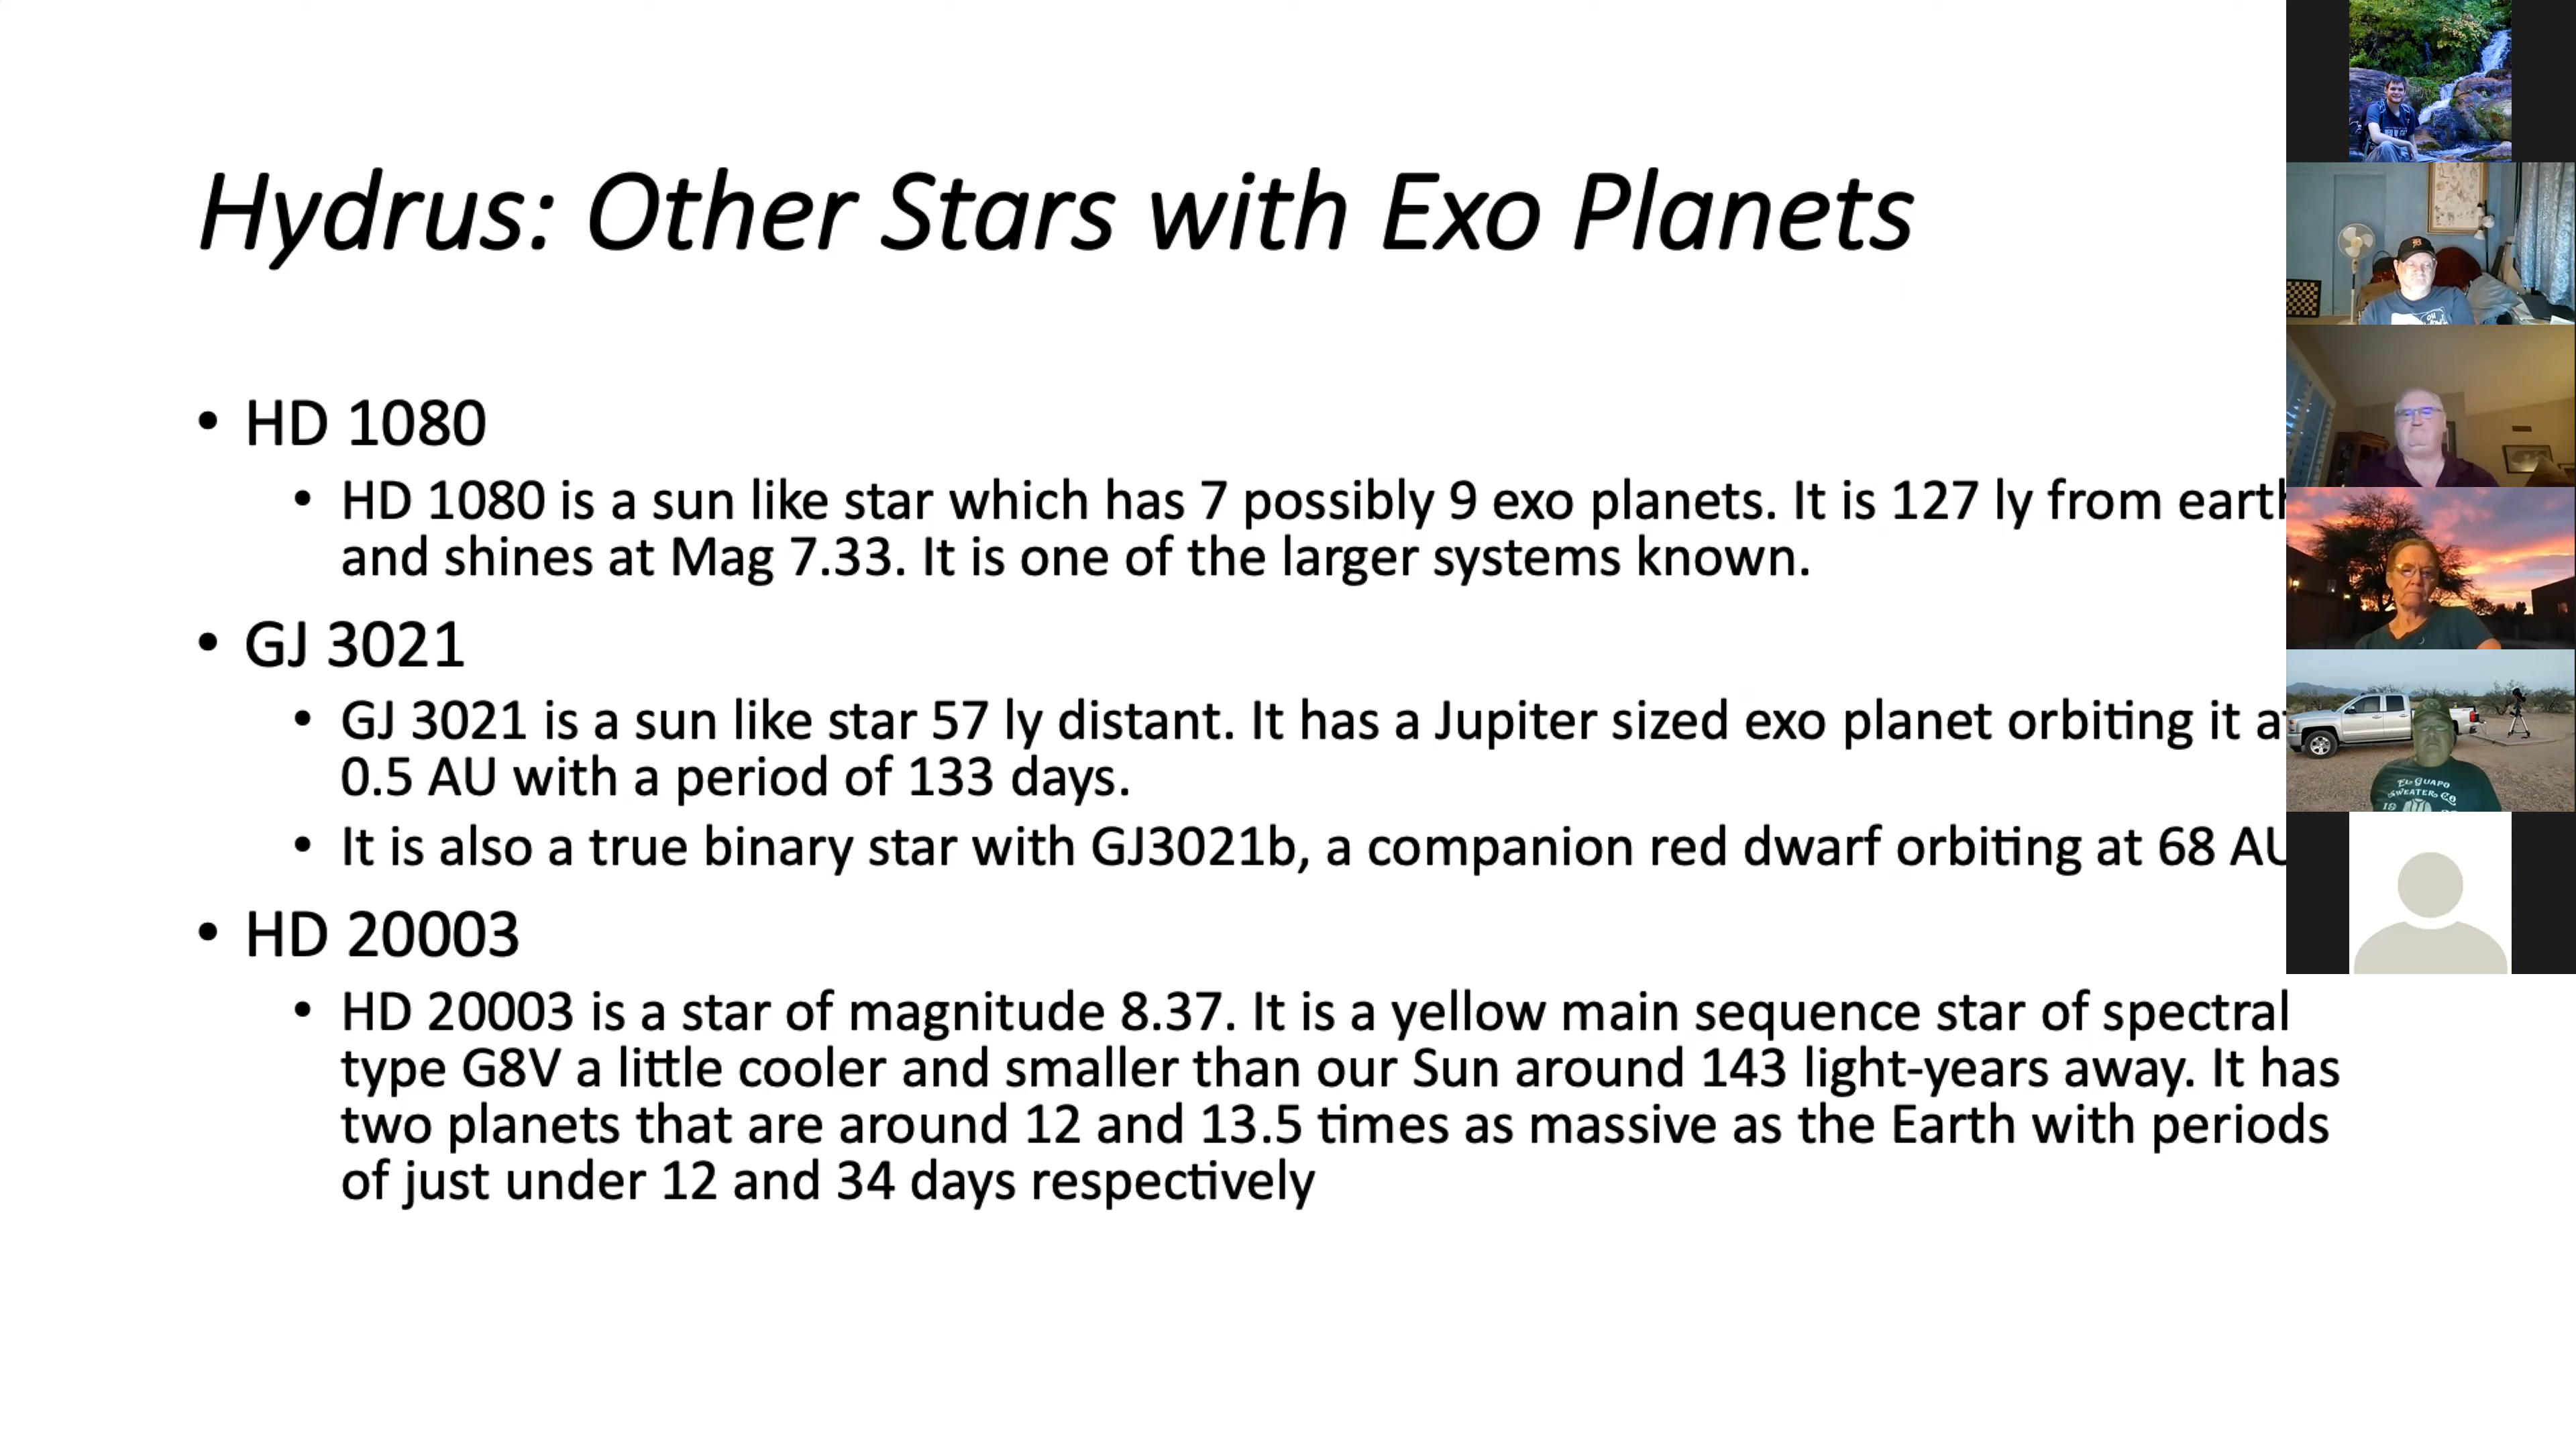 Hydrus: Other Stars with Exo Planets
• HD 1080
• HD 1080 is a sun like star which has 7 possibly 9 exo planets. It is 127 ly from earth
and shines at Mag 7.33. It is one of the larger systems known.
• GJ 3021
• GJ 3021 is a sun like star 57 ly distant. It has a Jupiter sized exo planet orbiting it at
0.5 AU with a period of 133 days.
• It is also a true binary star with GJ3021b, a companion red dwarf orbiting at 68 AU
• HD 20003
• HD 20003 is a star of magnitude 8.37. It is a yellow main sequence star of spectral
type G8V a little cooler and smaller than our Sun around 143 light-years away. It has
two planets that are around 12 and 13.5 times as massive as the Earth with periods
of just under 12 and 34 days respectively
EL GUAPO
SWEATER CO.